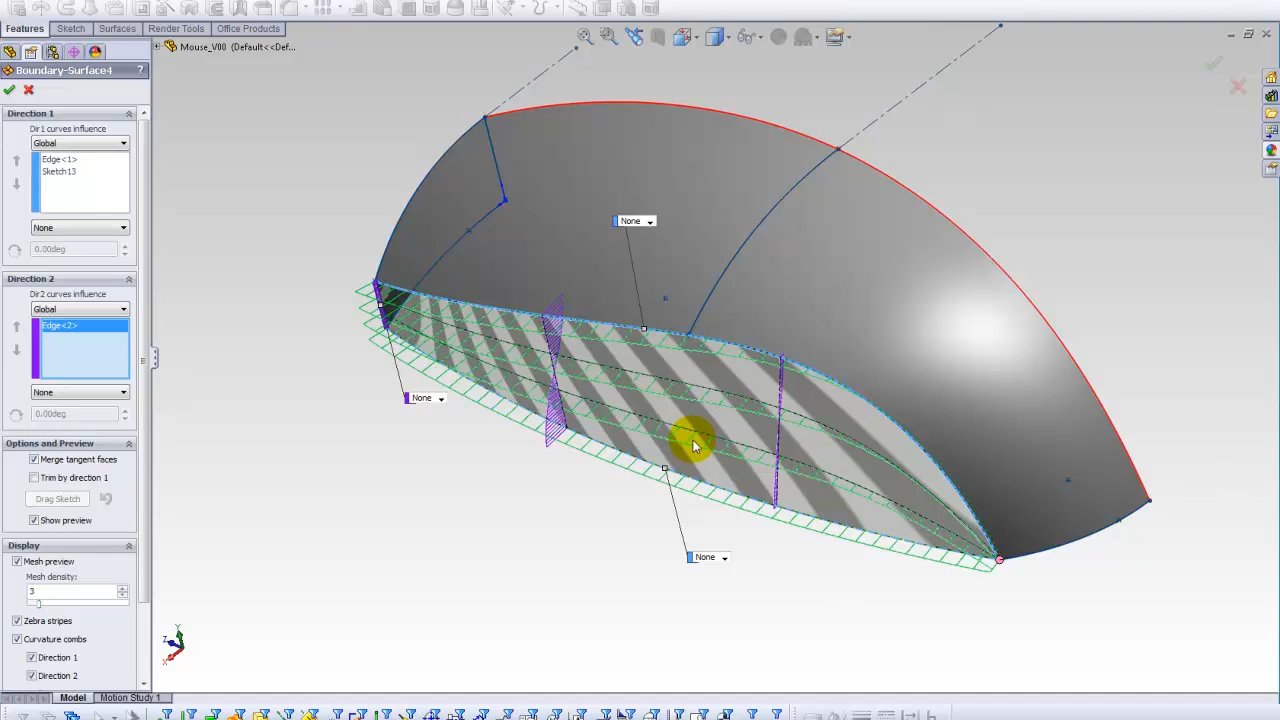 Features
Sketch
Surfaces
Render Tools
Office Products
Mouse_V00 (Default<<Def...
Boundary-Surface4
?
Direction 1
Dir1 curves influence
Global
Edge<1>
Sketch13
None
0.00deg
Direction 2
Dir2 curves influence
Global
Edge<2>
None
0.00deg
Options and Preview
Merge tangent faces
Trim by direction 1
Drag Sketch
Show preview
Display
Mesh preview
Mesh density:
3
Zebra stripes
Curvature combs
Direction 1
Direction 2
None
None
None
Y
Z
X
Model
Motion Study 1